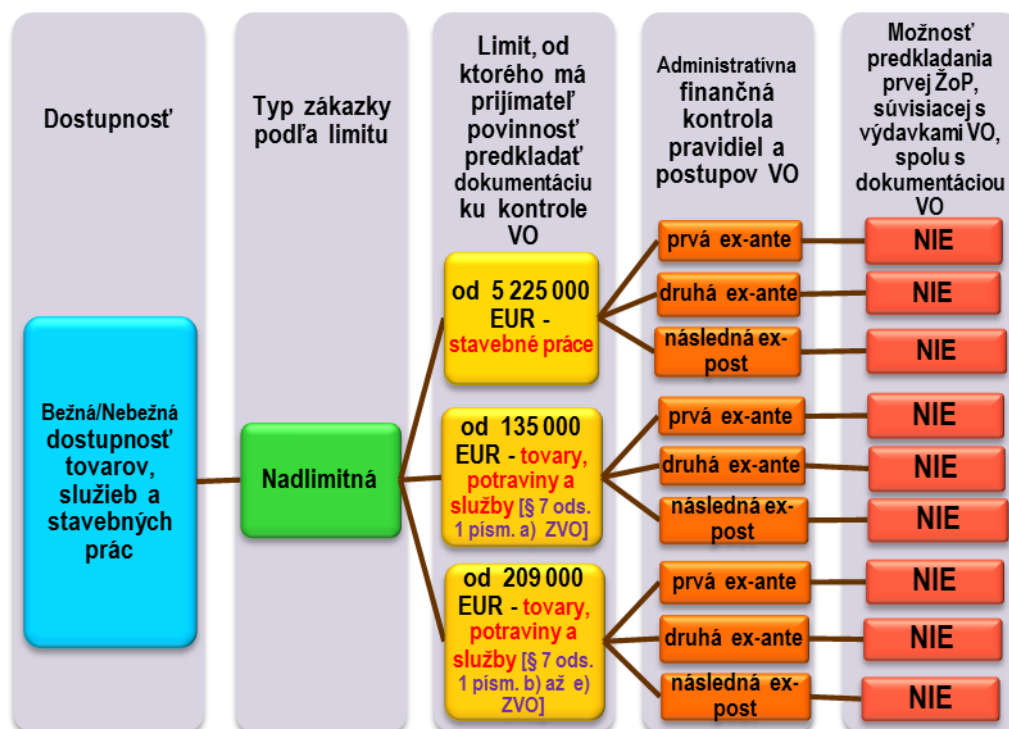 Dostupnosť
Typ zákazky
podľa limitu
Limit, od
ktorého má
prijímateľ
povinnosť
predkladať
dokumentáciu
ku kontrole
VO
Administratívna
finančná
kontrola
pravidiel a
postupov VO
Možnosť
predkladania
prvej ŽoP,
súvisiacej s
výdavkami VO,
spolu s
dokumentáciou
VO
Bežná/Nebežná
dostupnosť
tovarov,
služieb a
stavebných
prác
Nadlimitná
od 5 225 000
EUR -
stavebné práce
prvá ex-ante
NIE
druhá ex-ante
NIE
následná ex-
post
NIE
od 135 000
EUR - tovary,
potraviny a
služby [§ 7 ods.
1 písm. a) ZVO]
prvá ex-ante
NIE
druhá ex-ante
NIE
následná ex-
post
NIE
od 209 000
EUR - tovary,
potraviny a
služby [§ 7 ods.
1 písm. b) až e)
ZVO]
prvá ex-ante
NIE
druhá ex-ante
NIE
následná ex-
post
NIE